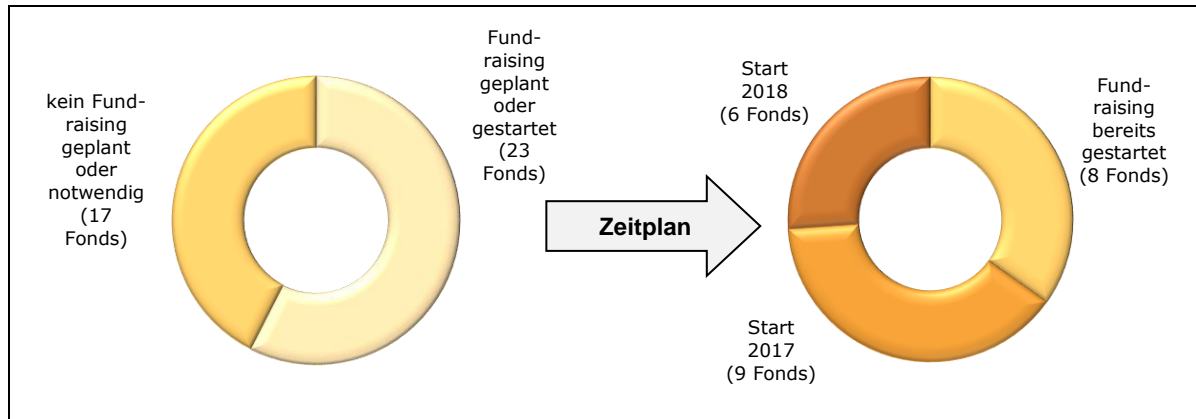 kein Fund-
raising
geplant
oder
notwendig
(17
Fonds)
Fund-
raising
geplant
oder
gestartet
(23
Fonds)
Zeitplan
Start
2018
(6 Fonds)
Fund-
raising
bereits
gestartet
(8 Fonds)
Start
2017
(9 Fonds)